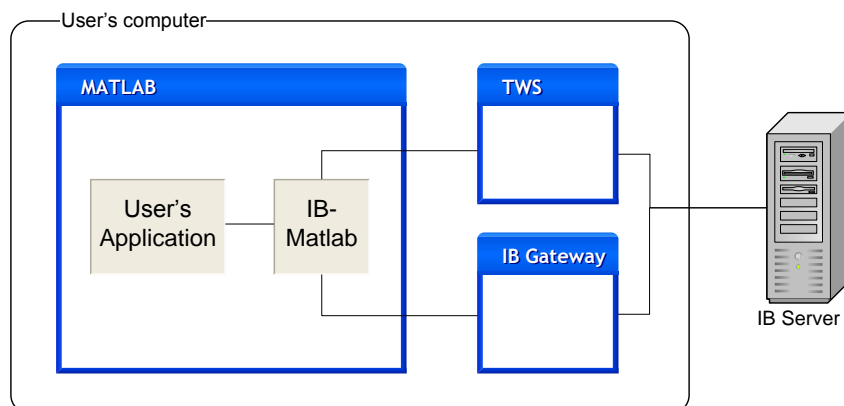 User's computer
MATLAB
TWS
User's
Application
IB-
Matlab
IB Gateway
IB Server